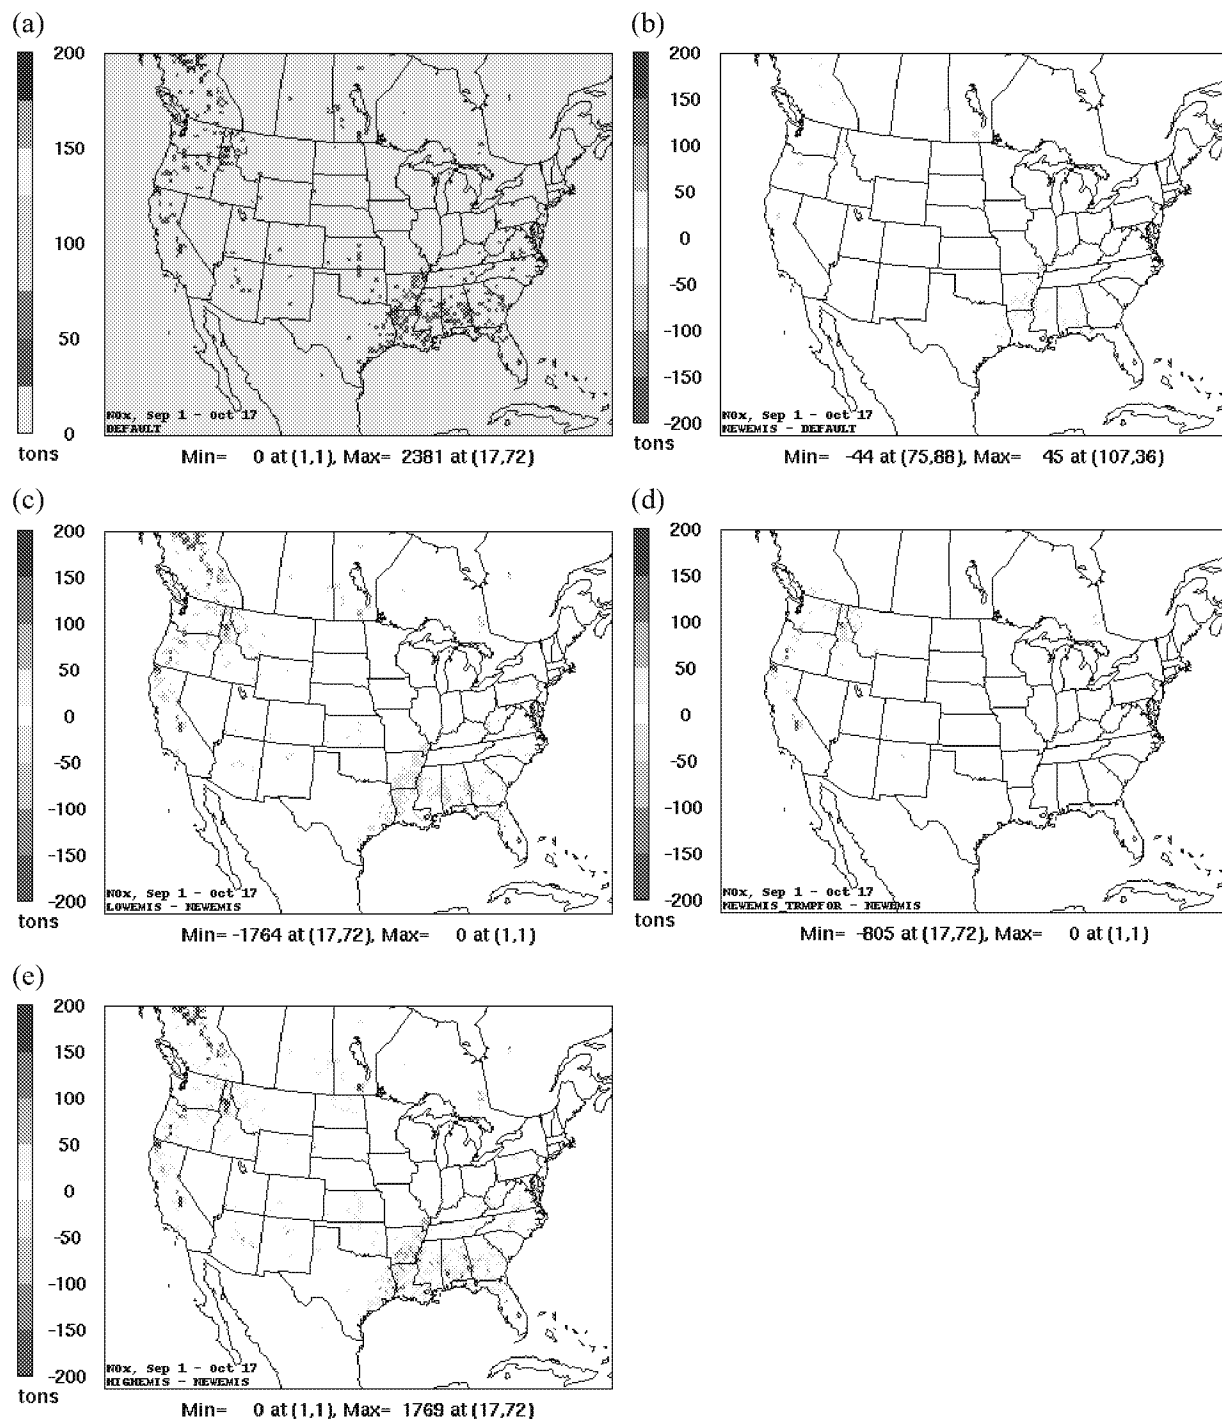 (a)
200
150
100
50
0
tons
NOx, Sep 1 - Oct 17
DEFAULT
Min= 0 at (1,1), Max= 2381 at (17,72)
(b)
200
150
100
50
0
-50
-100
-150
-200
tons
NOx, Sep 1 - Oct 17
NEWEMIS - DEFAULT
Min= -44 at (75,88), Max= 45 at (107,36)
(c)
200
150
100
50
0
-50
-100
-150
-200
tons
NOx, Sep 1 - Oct 17
LOWEMIS - NEWEMIS
Min= -1764 at (17,72), Max= 0 at (1,1)
(d)
200
150
100
50
0
-50
-100
-150
-200
tons
NOx, Sep 1 - Oct 17
NEWEMIS_TRMPFOR - NEWEMIS
Min= -805 at (17,72), Max= 0 at (1,1)
(e)
200
150
100
50
0
-50
-100
-150
-200
tons
NOx, Sep 1 - Oct 17
HIGHEMIS - NEWEMIS
Min= 0 at (1,1), Max= 1769 at (17,72)